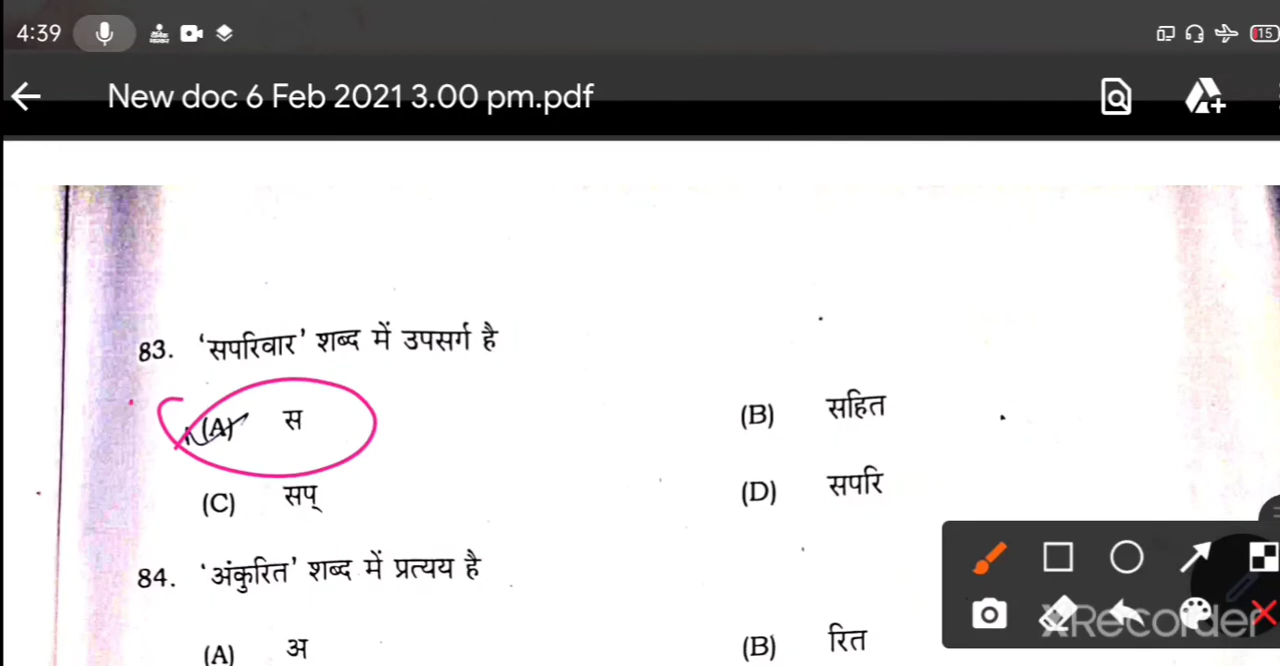 4:39 15
New doc 6 Feb 2021 3.00 pm.pdf
83. 'सपरिवार' शब्द में उपसर्ग है
(A) स (B) सहित
(C) सप् (D) सपरि
84. 'अंकुरित' शब्द में प्रत्यय है
(A) अ (B) रित
XRecorder